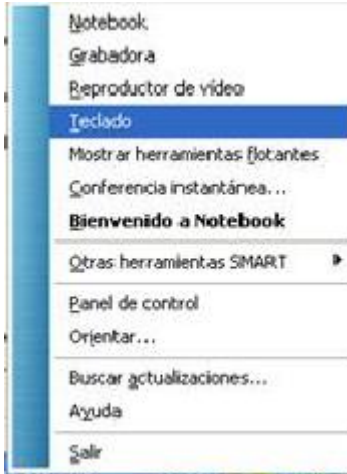 Notebook
Grabadora
Reproductor de vídeo
Teclado
Mostrar herramientas flotantes
Conferencia instantánea...
Bienvenido a Notebook
Otras herramientas SMART
Panel de control
Orientar...
Buscar actualizaciones...
Ayuda
Salir